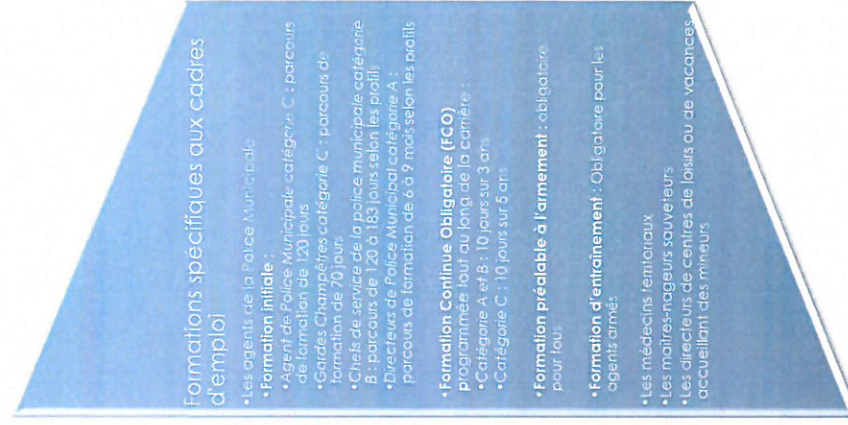 Formations spécifiques aux cadres
d'emploi
•Les agents de la Police Municipale
•Formation initiale :
•Agent de Police Municipale catégorie C : parcours
de formation de 120 jours
•Gardes Champêtres catégorie C : parcours de
formation de 70 jours
•Chefs de service de la police municipale catégorie
B : parcours de 120 à 183 jours selon les profils
•Directeurs de Police Municipal catégorie A :
parcours de formation de 6 à 9 mois selon les profils
•Formation Continue Obligatoire (FCO)
programmée tout au long de la carrière :
•Catégorie A et B : 10 jours sur 3 ans
•Catégorie C : 10 jours sur 5 ans
•Formation préalable à l'armement : obligatoire
pour tous
•Formation d'entraînement : Obligatoire pour les
agents armés
•Les médecins territoriaux
•Les maîtres-nageurs sauveteurs
•Les directeurs de centres de loisirs ou de vacances
accueillant des mineurs